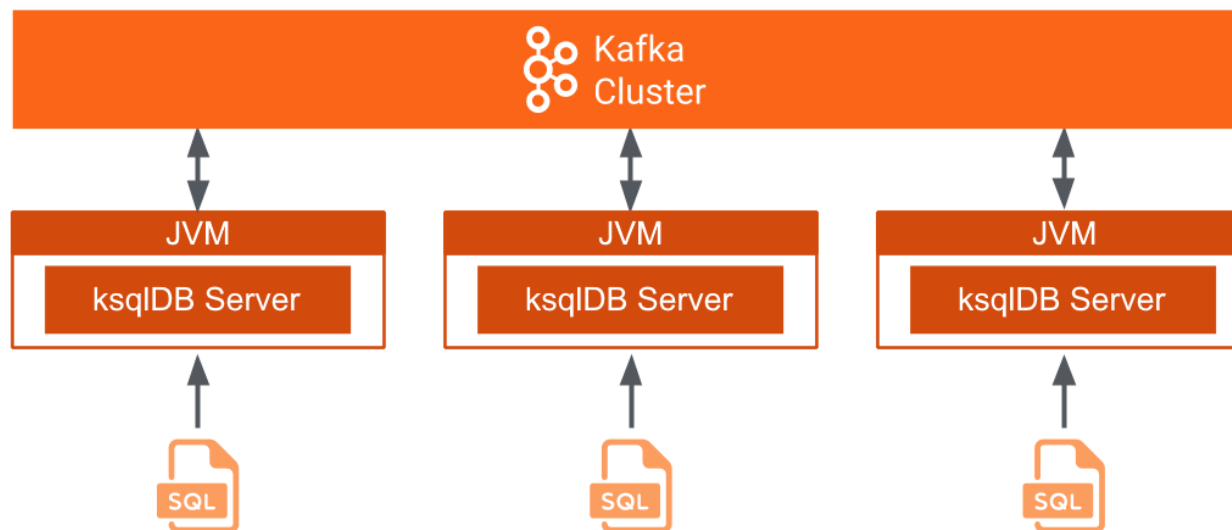 Kafka
Cluster
JVM
JVM
JVM
ksqlDB Server
ksqlDB Server
ksqlDB Server
SQL
SQL
SQL